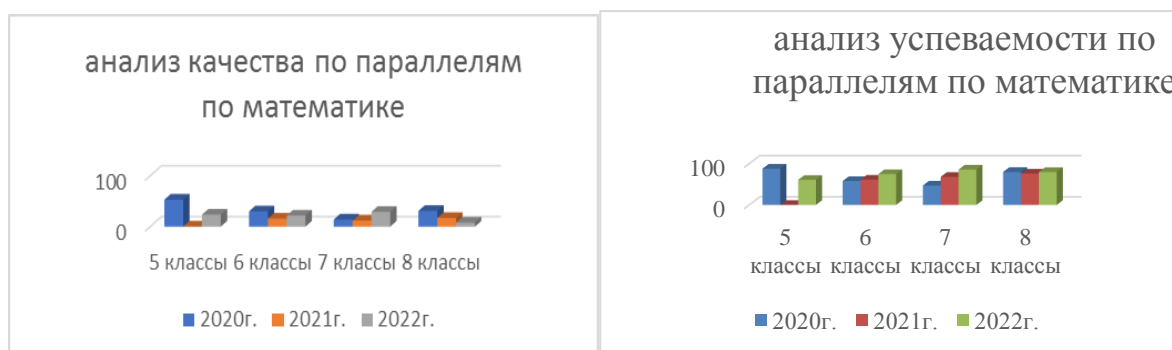 анализ качества по параллелям
по математике
100
0
5 классы 6 классы 7 классы 8 классы
2020г. 2021г. 2022г.
анализ успеваемости по
параллелям по математике
100
0
5 6 7 8
классы классы классы классы
2020г. 2021г. 2022г.